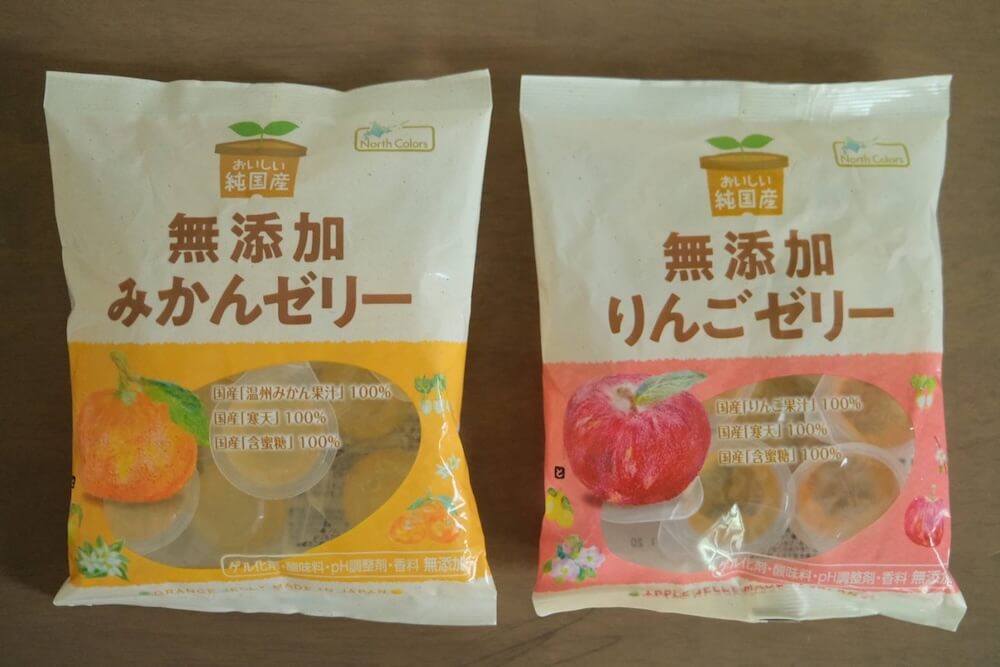 おいしい
純国産
North Colors
無添加
みかんゼリー
国産「温州みかん果汁」100%
国産「寒天」100%
国産「含蜜糖」100%
ゲル化剤・酸味料・pH調整剤・香料 無添加
ORANGE JELLY MADE IN JAPAN
おいしい
純国産
North Colors
無添加
りんごゼリー
国産「りんご果汁」100%
国産「寒天」100%
国産「含蜜糖」100%
と
ゲル化剤・酸味料・pH調整剤・香料 無添加